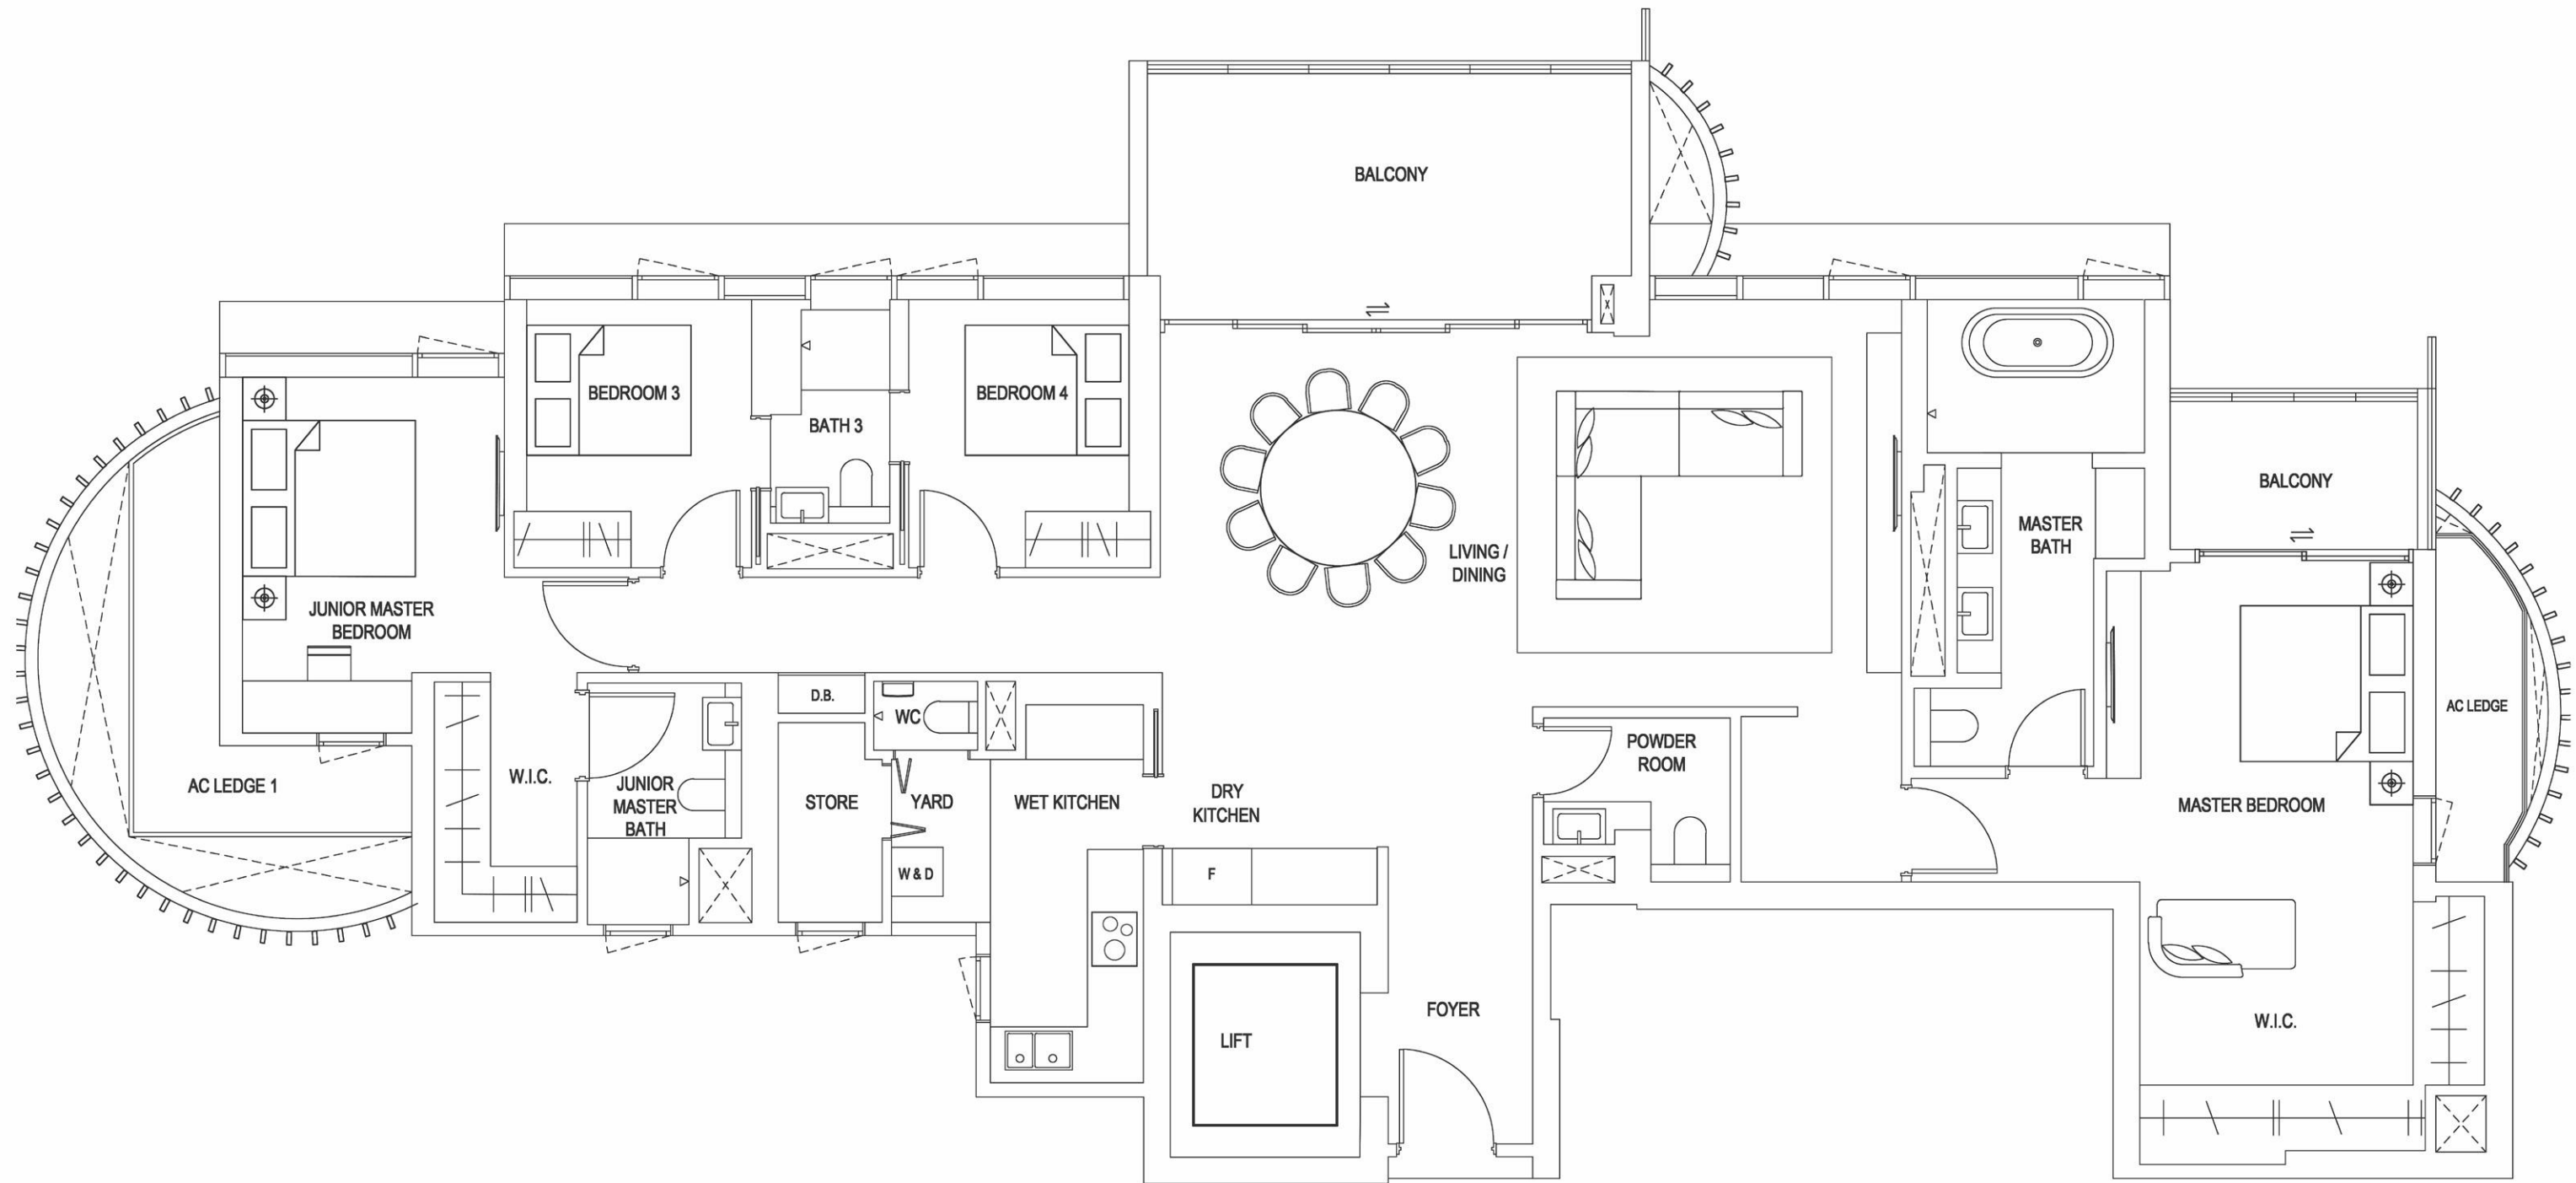 BALCONY
BEDROOM 3
BATH 3
BEDROOM 4
BALCONY
LIVING /
DINING
MASTER
BATH
JUNIOR MASTER
BEDROOM
D.B.
WC
AC LEDGE
POWDER
ROOM
AC LEDGE 1
W.I.C.
JUNIOR
MASTER
BATH
STORE
YARD
WET KITCHEN
DRY
KITCHEN
MASTER BEDROOM
W & D
F
LIFT
FOYER
W.I.C.